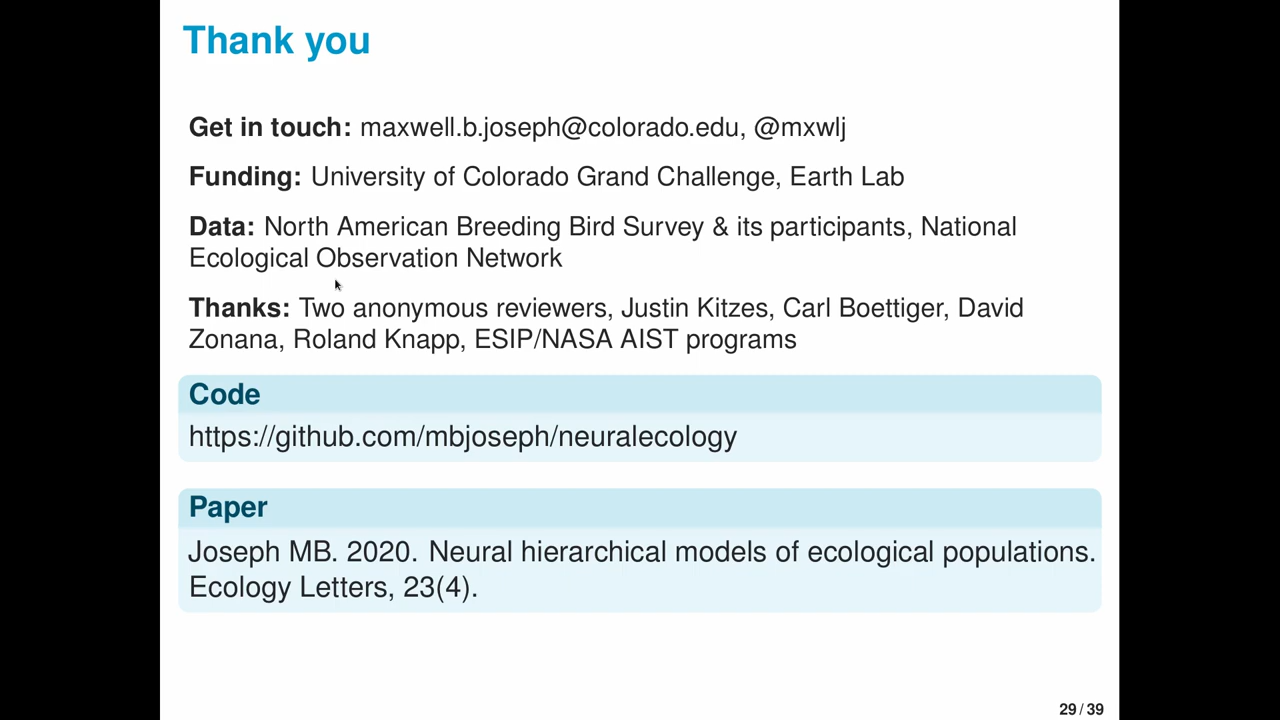 Thank you
Get in touch: maxwell.b.joseph@colorado.edu, @mxwlj
Funding: University of Colorado Grand Challenge, Earth Lab
Data: North American Breeding Bird Survey & its participants, National
Ecological Observation Network
Thanks: Two anonymous reviewers, Justin Kitzes, Carl Boettiger, David
Zonana, Roland Knapp, ESIP/NASA AIST programs
Code
https://github.com/mbjoseph/neuralecology
Paper
Joseph MB. 2020. Neural hierarchical models of ecological populations.
Ecology Letters, 23(4).
29 / 39